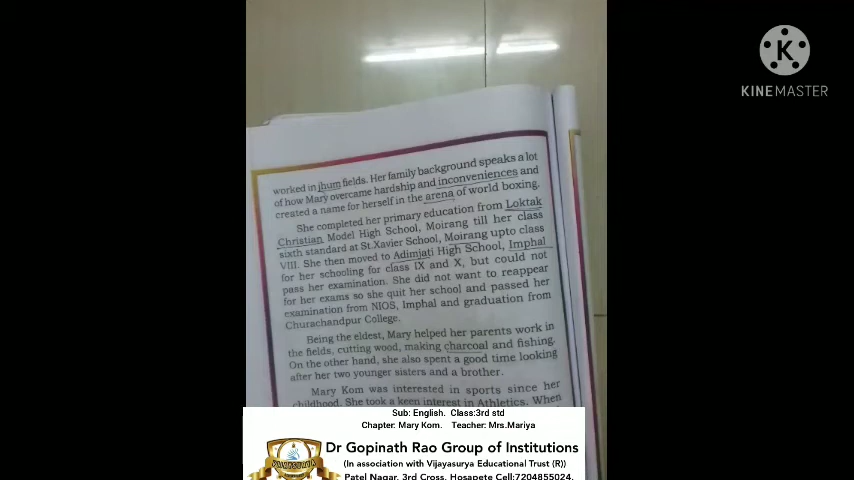 KINEMASTER
worked in jhum fields. Her family background speaks a lot
of how Mary overcame hardship and inconveniences and
created a name for herself in the arena of world boxing.
She completed her primary education from Loktak
Christian Model High School, Moirang till her class
sixth standard at St.Xavier School, Moirang upto class
VIII. She then moved to Adimjati High School, Imphal
for her schooling for class IX and X, but could not
pass her examination. She did not want to reappear
for her exams so she quit her school and passed her
examination from NIOS, Imphal and graduation from
Churachandpur College.
Being the eldest, Mary helped her parents work in
the fields, cutting wood, making charcoal and fishing.
On the other hand, she also spent a good time looking
after her two younger sisters and a brother.
Mary Kom was interested in sports since her
childhood. She took a keen interest in Athletics. When
Sub: English. Class:3rd std
Chapter: Mary Kom. Teacher: Mrs.Mariya
Dr Gopinath Rao Group of Institutions
(In association with Vijayasurya Educational Trust (R))
Patel Nagar, 3rd Cross, Hosapete Cell:7204855024.